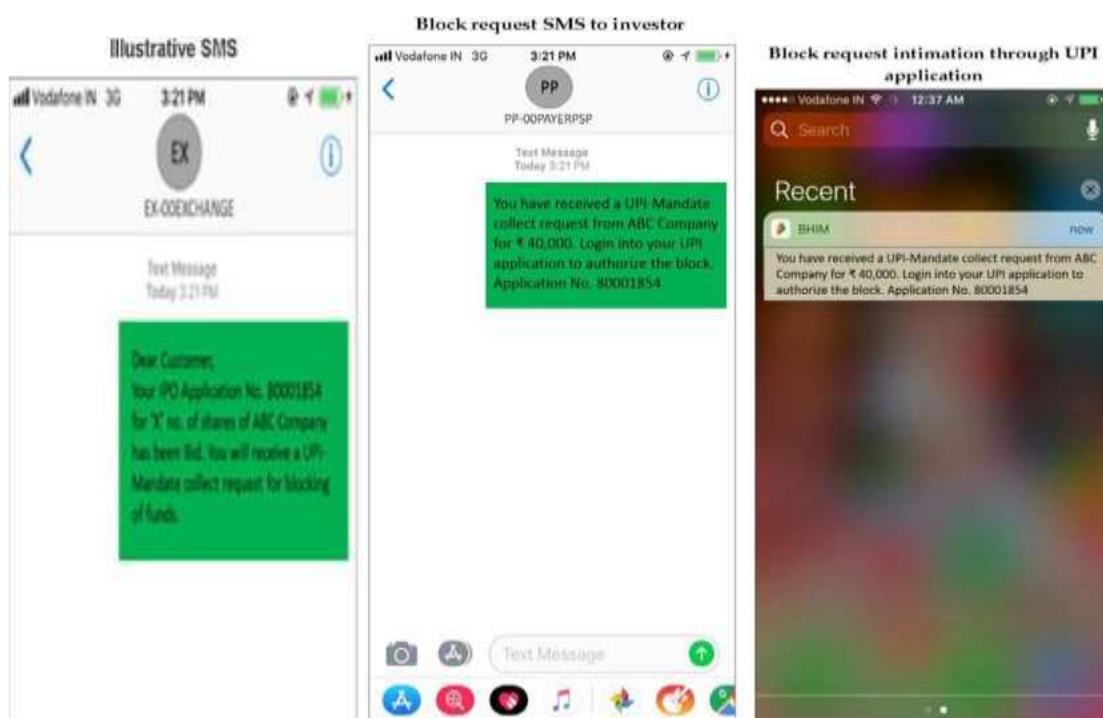 Illustrative SMS
Vodafone IN 3G 3:21 PM
EX
EX-00EXCHANGE
Text Message
Today 3:21 PM
Dear Customer,
Your IPO Application No. 80001854
for "X" no. of shares of ABC Company
has been Bid. You will receive a UPI-
Mandate collect request for blocking
of funds.
Block request SMS to investor
Vodafone IN 3G 3:21 PM
PP
PP-00PAYERPSP
Text Message
Today 3:21 PM
You have received a UPI-Mandate
collect request from ABC Company
for ₹ 40,000. Login into your UPI
application to authorize the block.
Application No. 80001854
Text Message
Block request intimation through UPI
application
Vodafone IN 12:37 AM
Search
Recent
BHIM now
You have received a UPI-Mandate collect request from ABC
Company for ₹ 40,000. Login into your UPI application to
authorize the block. Application No. 80001854